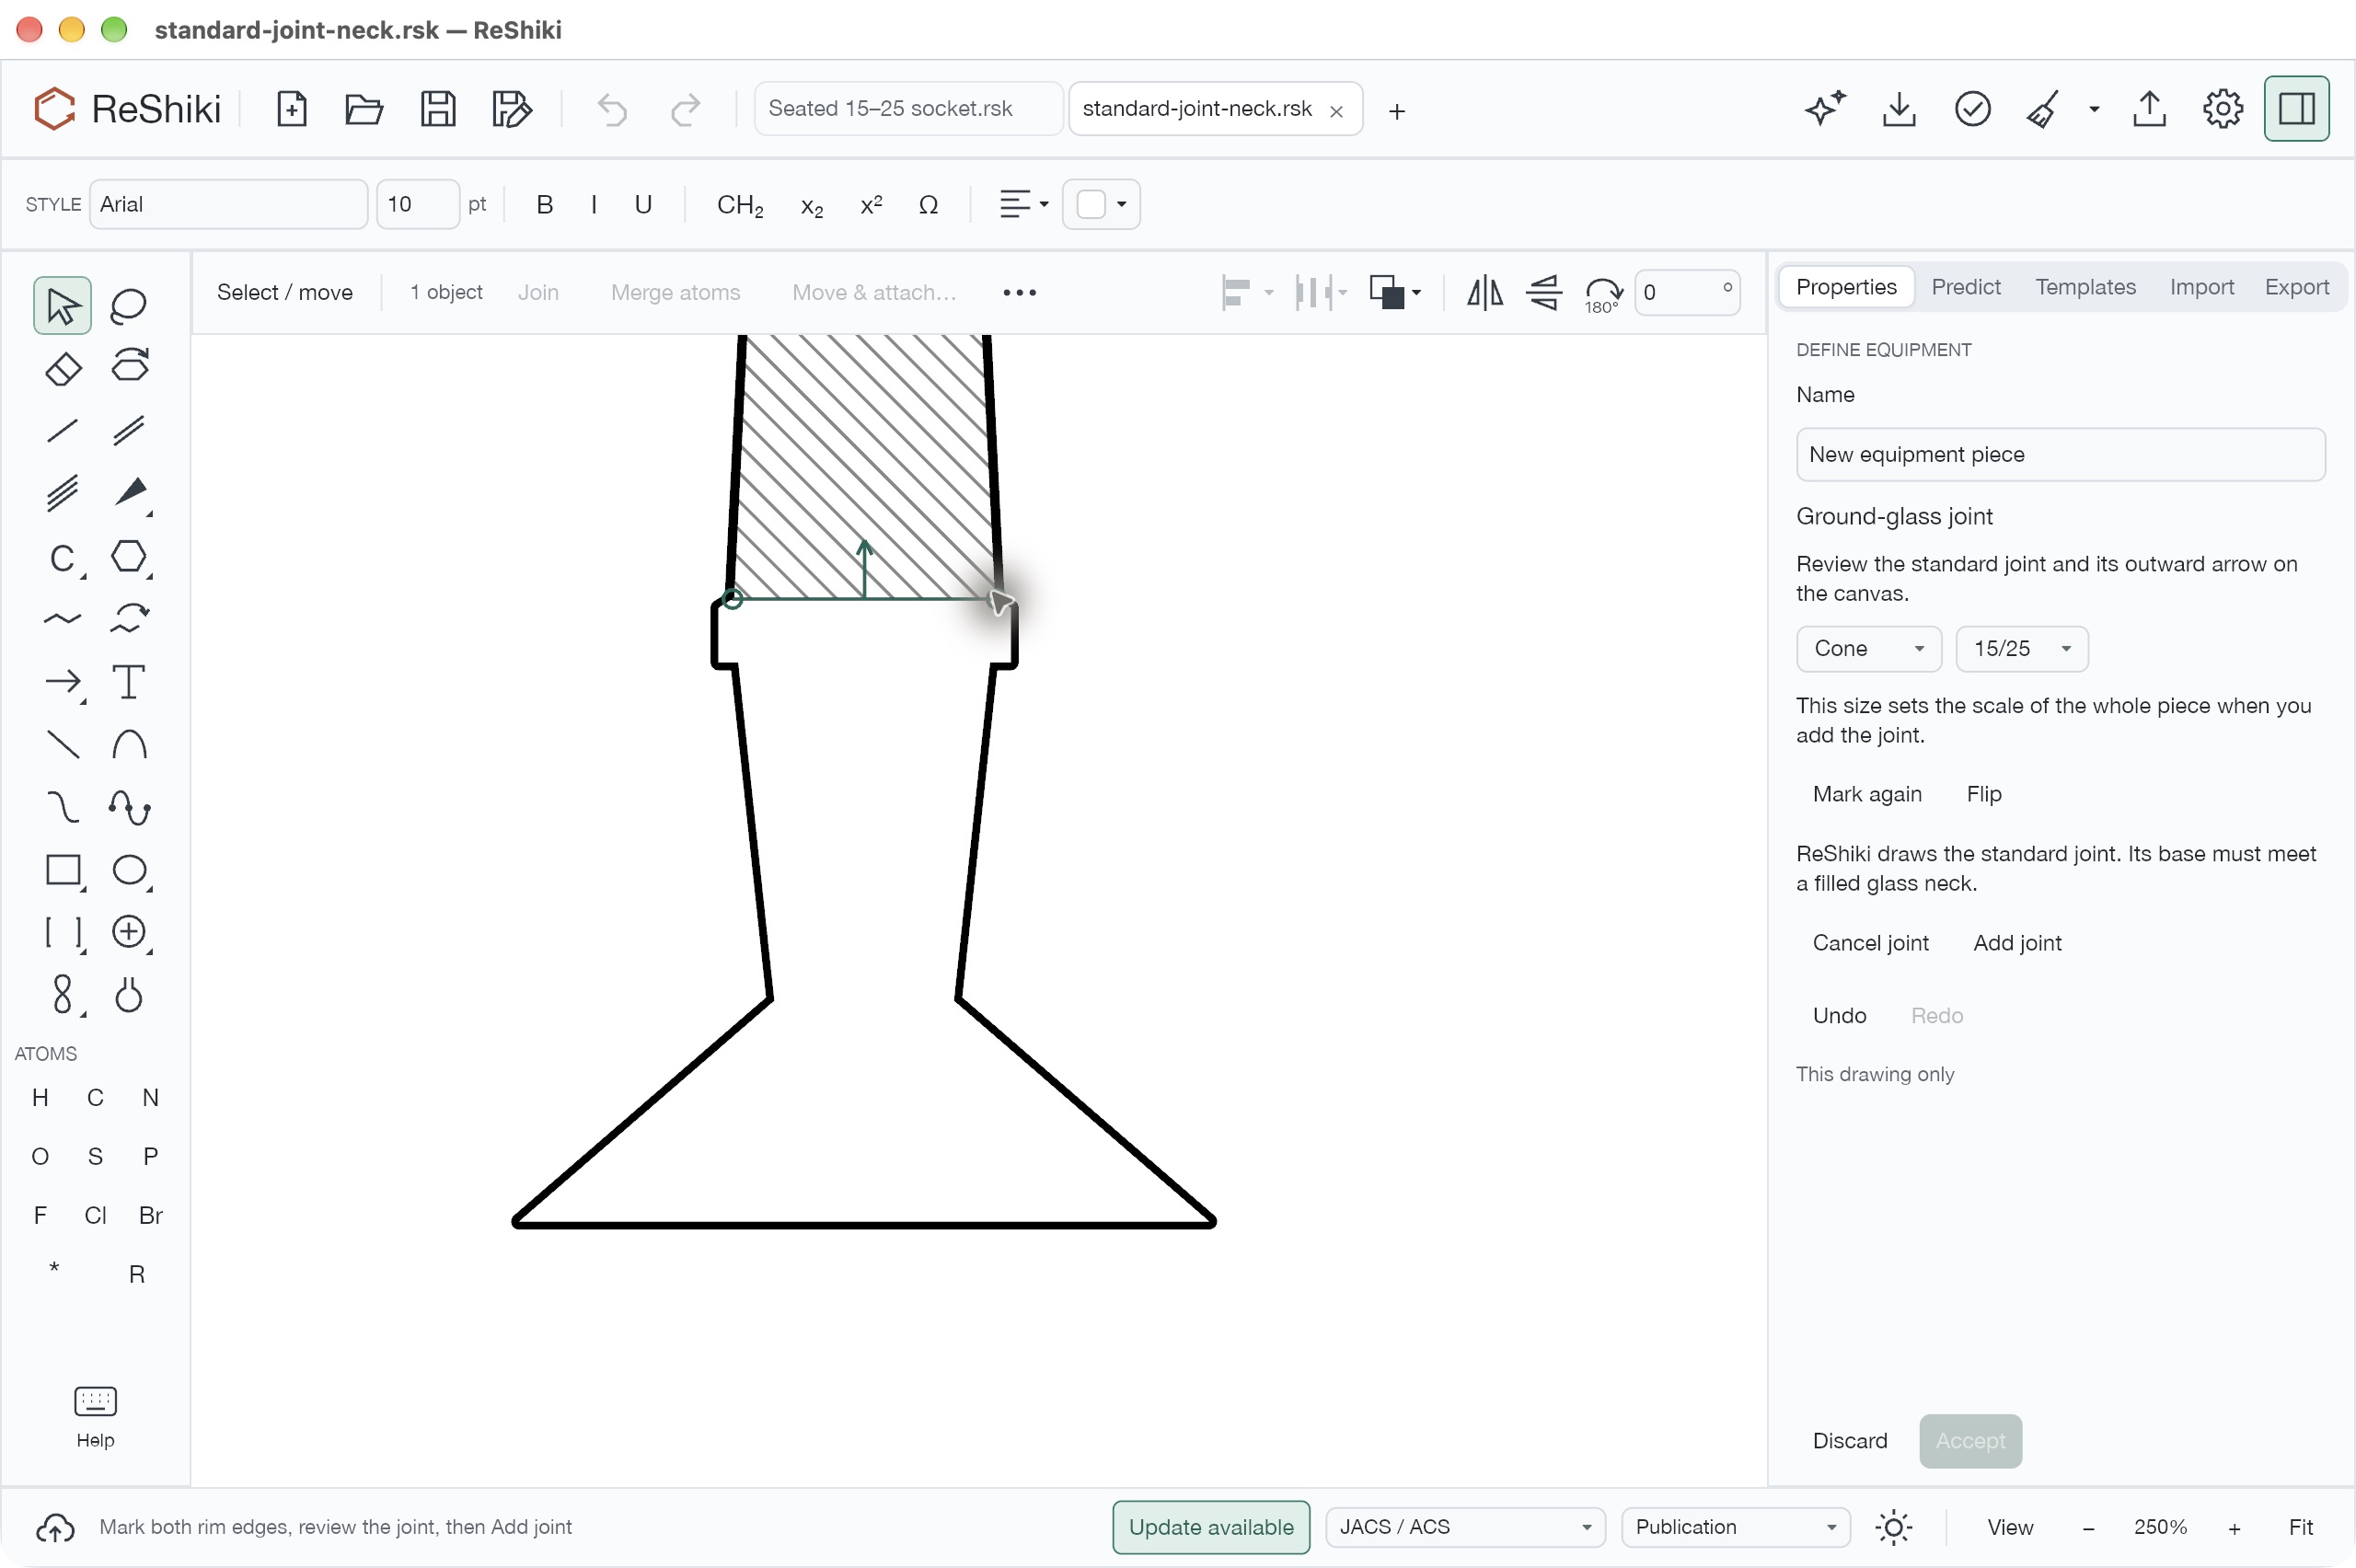 standard-joint-neck.rsk — ReShiki
ReShiki
Seated 15–25 socket.rsk
standard-joint-neck.rsk ×
+
STYLE
Arial
10
pt
B I U CH₂ x₂ x² Ω
Select / move
1 object
Join
Merge atoms
Move & attach...
180°
0 °
Properties
Predict
Templates
Import
Export
DEFINE EQUIPMENT
Name
New equipment piece
Ground-glass joint
Review the standard joint and its outward arrow on
the canvas.
Cone
15/25
This size sets the scale of the whole piece when you
add the joint.
Mark again
Flip
ReShiki draws the standard joint. Its base must meet
a filled glass neck.
Cancel joint
Add joint
Undo
Redo
This drawing only
Discard
Accept
C
T
[ ]
ATOMS
H C N
O S P
F Cl Br
* R
Help
Mark both rim edges, review the joint, then Add joint
Update available
JACS / ACS
Publication
View
–
250%
+
Fit